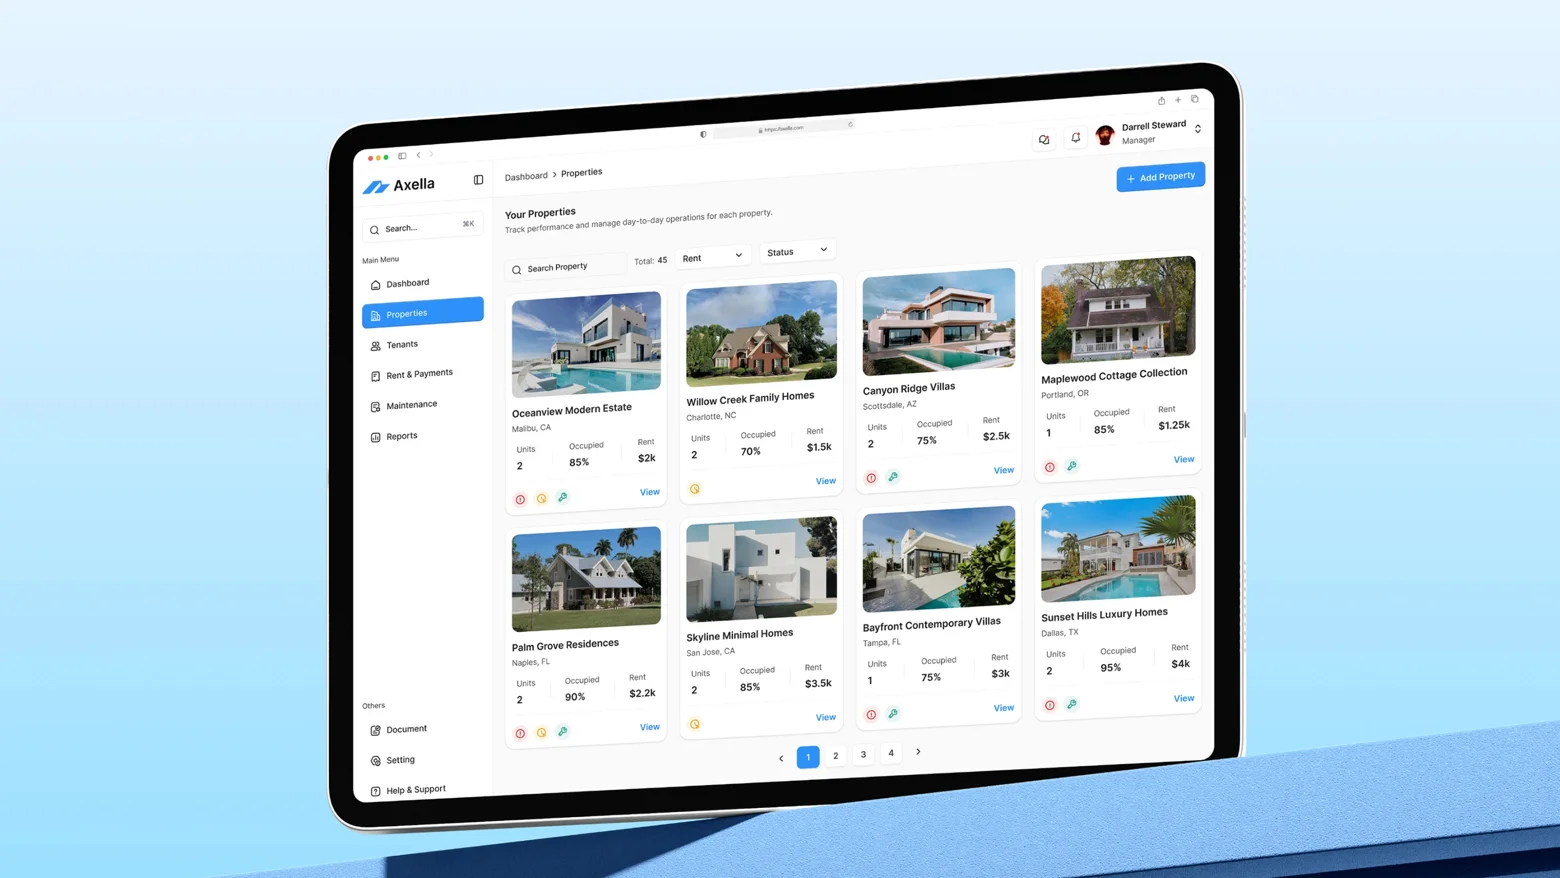 https://axella.com
Axella
Search...
⌘K
Main Menu
Dashboard
Properties
Tenants
Rent & Payments
Maintenance
Reports
Others
Document
Setting
Help & Support
Dashboard > Properties
Darrell Steward
Manager
+ Add Property
Your Properties
Track performance and manage day-to-day operations for each property.
Search Property
Total: 45
Rent
Status
Oceanview Modern Estate
Malibu, CA
Units Occupied Rent
2 85% $2k
View
Willow Creek Family Homes
Charlotte, NC
Units Occupied Rent
2 70% $1.5k
View
Canyon Ridge Villas
Scottsdale, AZ
Units Occupied Rent
2 75% $2.5k
View
Maplewood Cottage Collection
Portland, OR
Units Occupied Rent
1 85% $1.25k
View
Palm Grove Residences
Naples, FL
Units Occupied Rent
2 90% $2.2k
View
Skyline Minimal Homes
San Jose, CA
Units Occupied Rent
2 85% $3.5k
View
Bayfront Contemporary Villas
Tampa, FL
Units Occupied Rent
1 75% $3k
View
Sunset Hills Luxury Homes
Dallas, TX
Units Occupied Rent
2 95% $4k
View
1 2 3 4